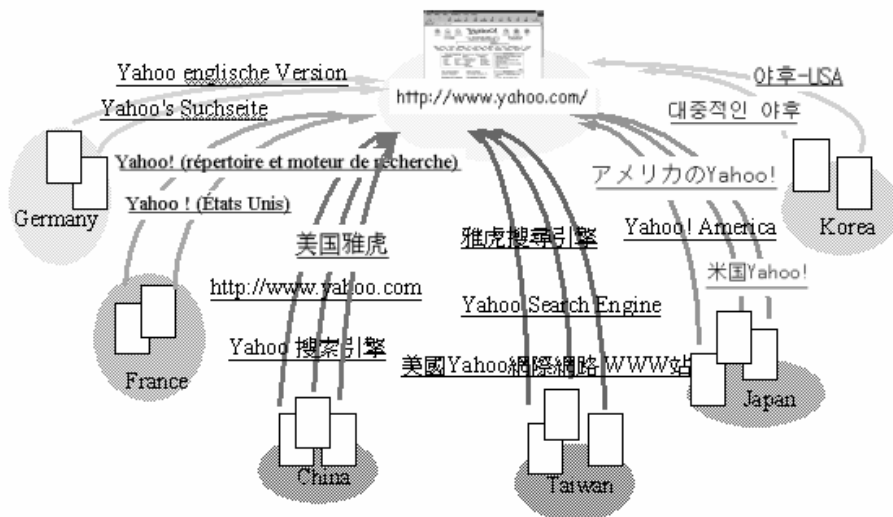 Yahoo englische Version
http://www.yahoo.com/
야후-USA
Yahoo's Suchseite
대중적인 야후
Yahoo! (répertoire et moteur de recherche)
アメリカのYahoo!
Yahoo ! (États Unis)
Germany
Korea
美国雅虎
雅虎搜尋引擎
Yahoo! America
米国Yahoo!
http://www.yahoo.com
Yahoo Search Engine
Yahoo 搜索引擎
美國Yahoo網際網路 WWW站
France
Japan
China
Taiwan